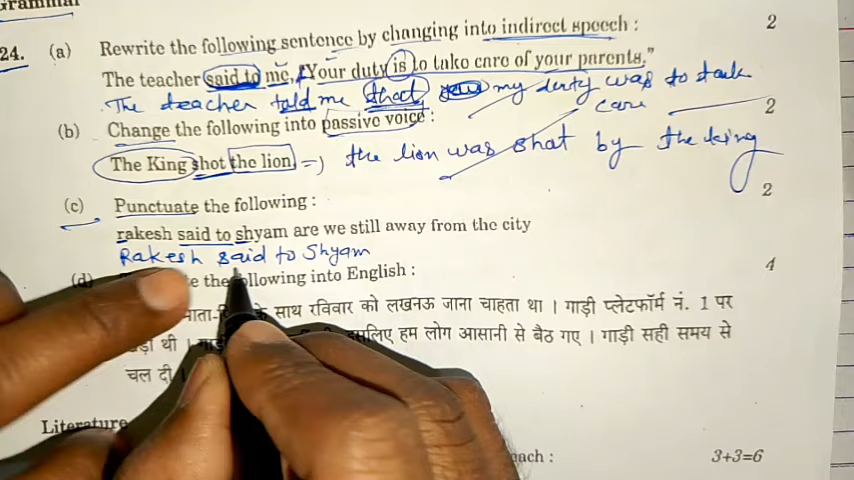 Grammar
24. (a) Rewrite the following sentence by changing into indirect speech : 2
The teacher said to me, "Your duty is to take care of your parents."
The teacher told me that my duty was to
care
2
(b) Change the following into passive voice :
The King shot the lion =) the lion was shat by the king
2
(c) Punctuate the following :
rakesh said to shyam are we still away from the city
Rakesh said to Shyam
(d) the following into English : 4
के साथ रविवार को लखनऊ जाना चाहता था । गाड़ी प्लेटफॉर्म नं. 1 पर
थी । इसलिए हम लोग आसानी से बैठ गए । गाड़ी सही समय से
चल दी
Literature
: 3+3=6